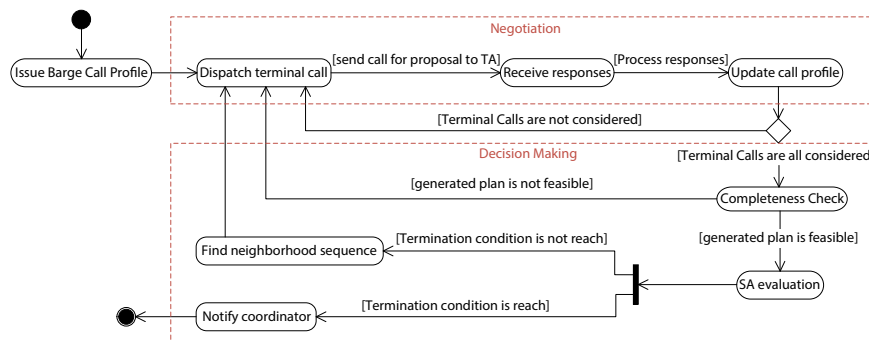 Negotiation
[send call for proposal to TA]
[Process responses]
Issue Barge Call Profile
Dispatch terminal call
Receive responses
Update call profile
[Terminal Calls are not considered]
Decision Making
[Terminal Calls are all considered
[generated plan is not feasible]
Completeness Check
[generated plan is feasible]
[Termination condition is not reach]
Find neighborhood sequence
SA evaluation
[Termination condition is reach]
Notify coordinator